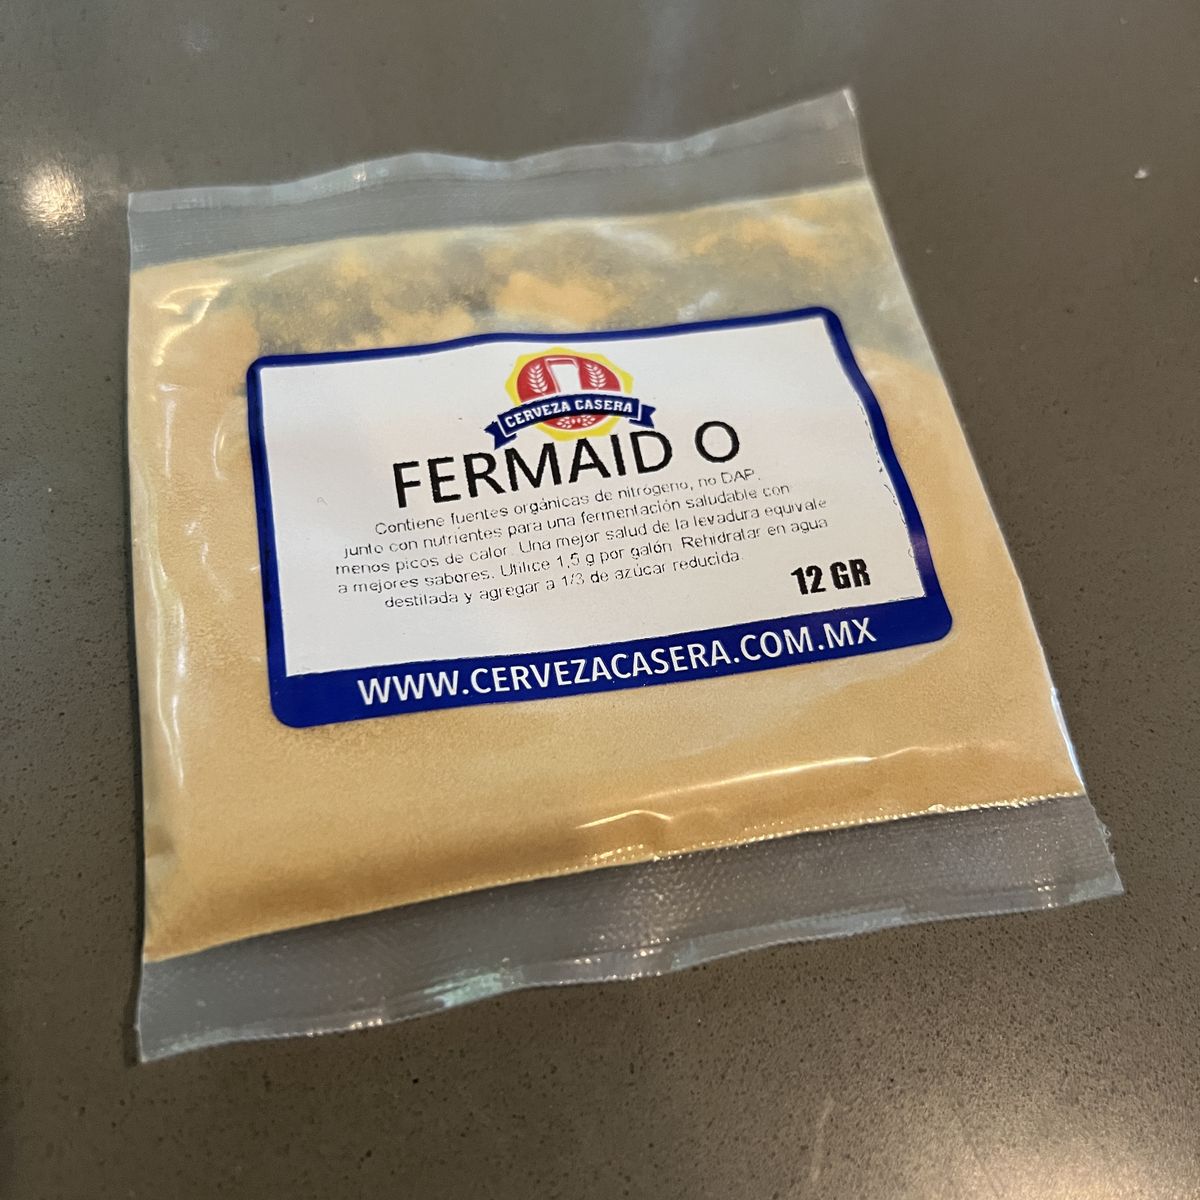 CERVEZA CASERA
FERMAID O
Contiene fuentes orgánicas de nitrógeno, no DAP.
junto con nutrientes para una fermentación saludable con
menos picos de calor. Una mejor salud de la levadura equivale
a mejores sabores. Utilice 1,5 g por galón. Rehidratar en agua
destilada y agregar a 1/3 de azúcar reducida.
12 GR
WWW.CERVEZACASERA.COM.MX